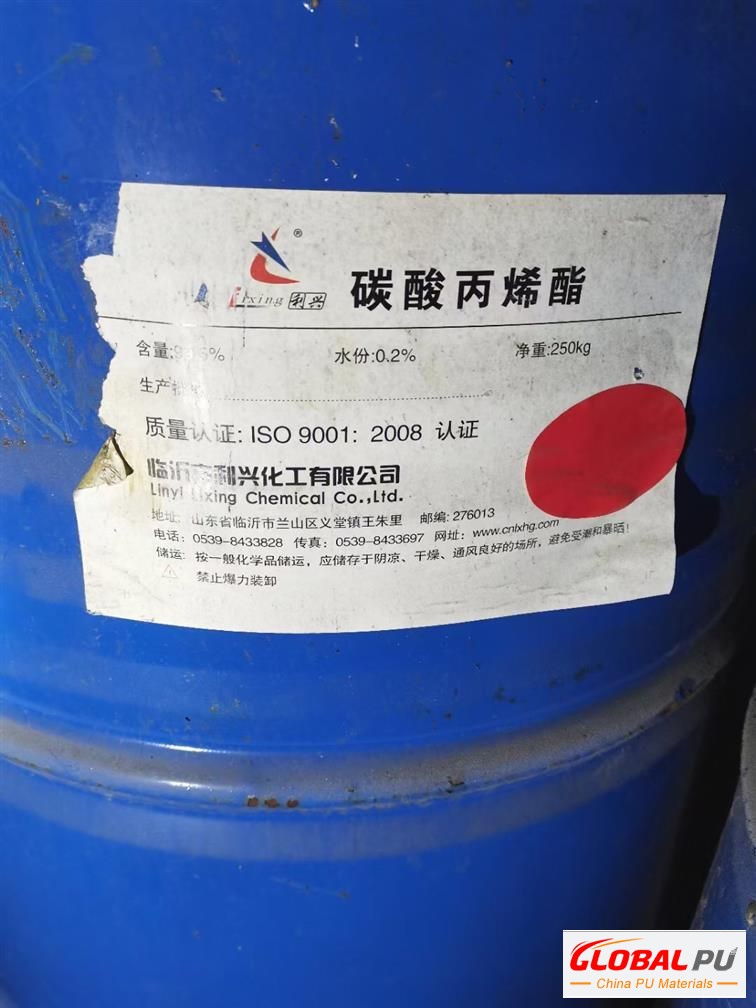 ®
Lixing 利兴
碳酸丙烯酯
含量: % 水份:0.2% 净重:250kg
生产批
质量认证: ISO 9001: 2008 认证
临沂市利兴化工有限公司
Linyi Lixing Chemical Co.,Ltd.
地址: 山东省临沂市兰山区义堂镇王朱里 邮编: 276013
电话: 0539-8433828 传真: 0539-8433697 网址: www.cnlxhg.com
储运: 按一般化学品储运，应储存于阴凉、干燥、通风良好的场所，避免受潮和暴晒!
禁止爆力装卸
GLOBAL PU
China PU Materials